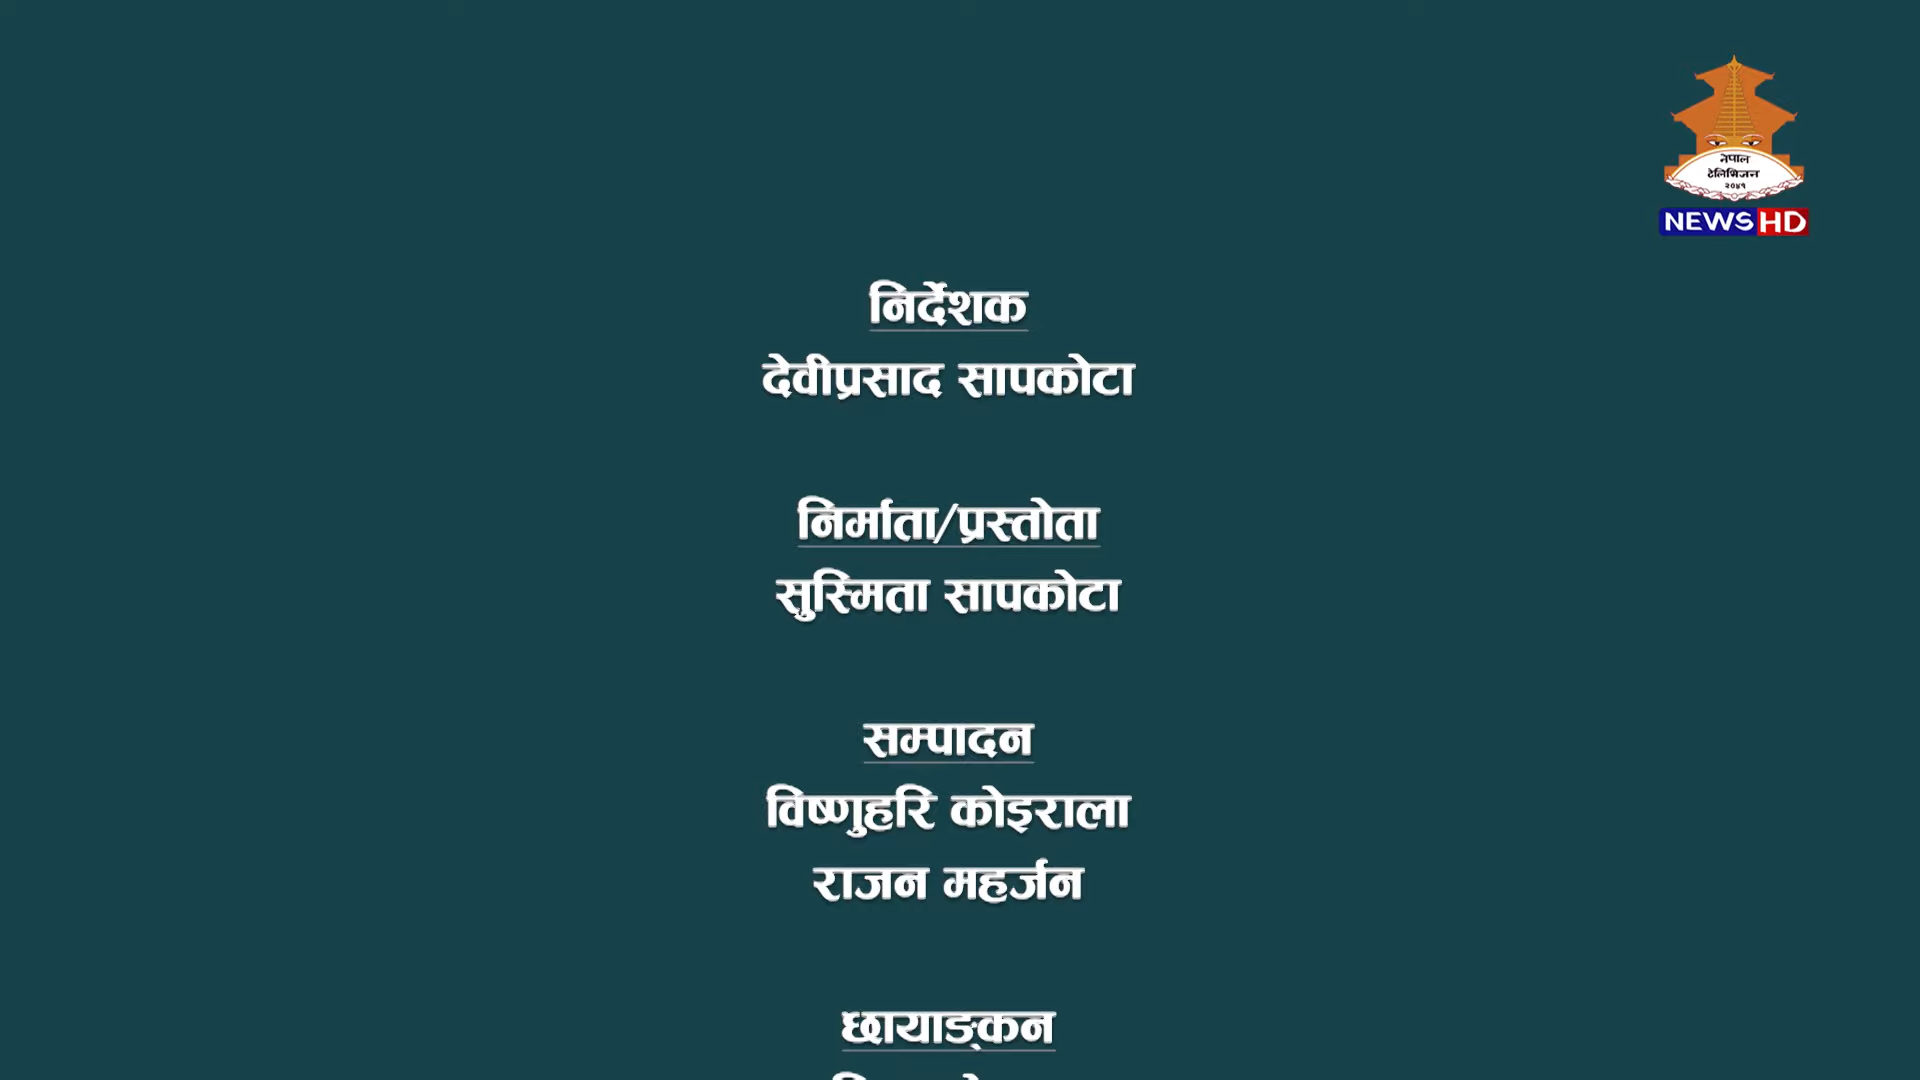 नेपाल
टेलिभिजन
२०४१
NEWS HD
निर्देशक
देवीप्रसाद सापकोटा
निर्माता/प्रस्तोता
सुस्मिता सापकोटा
सम्पादन
विष्णुहरि कोइराला
राजन महर्जन
छायाङ्कन